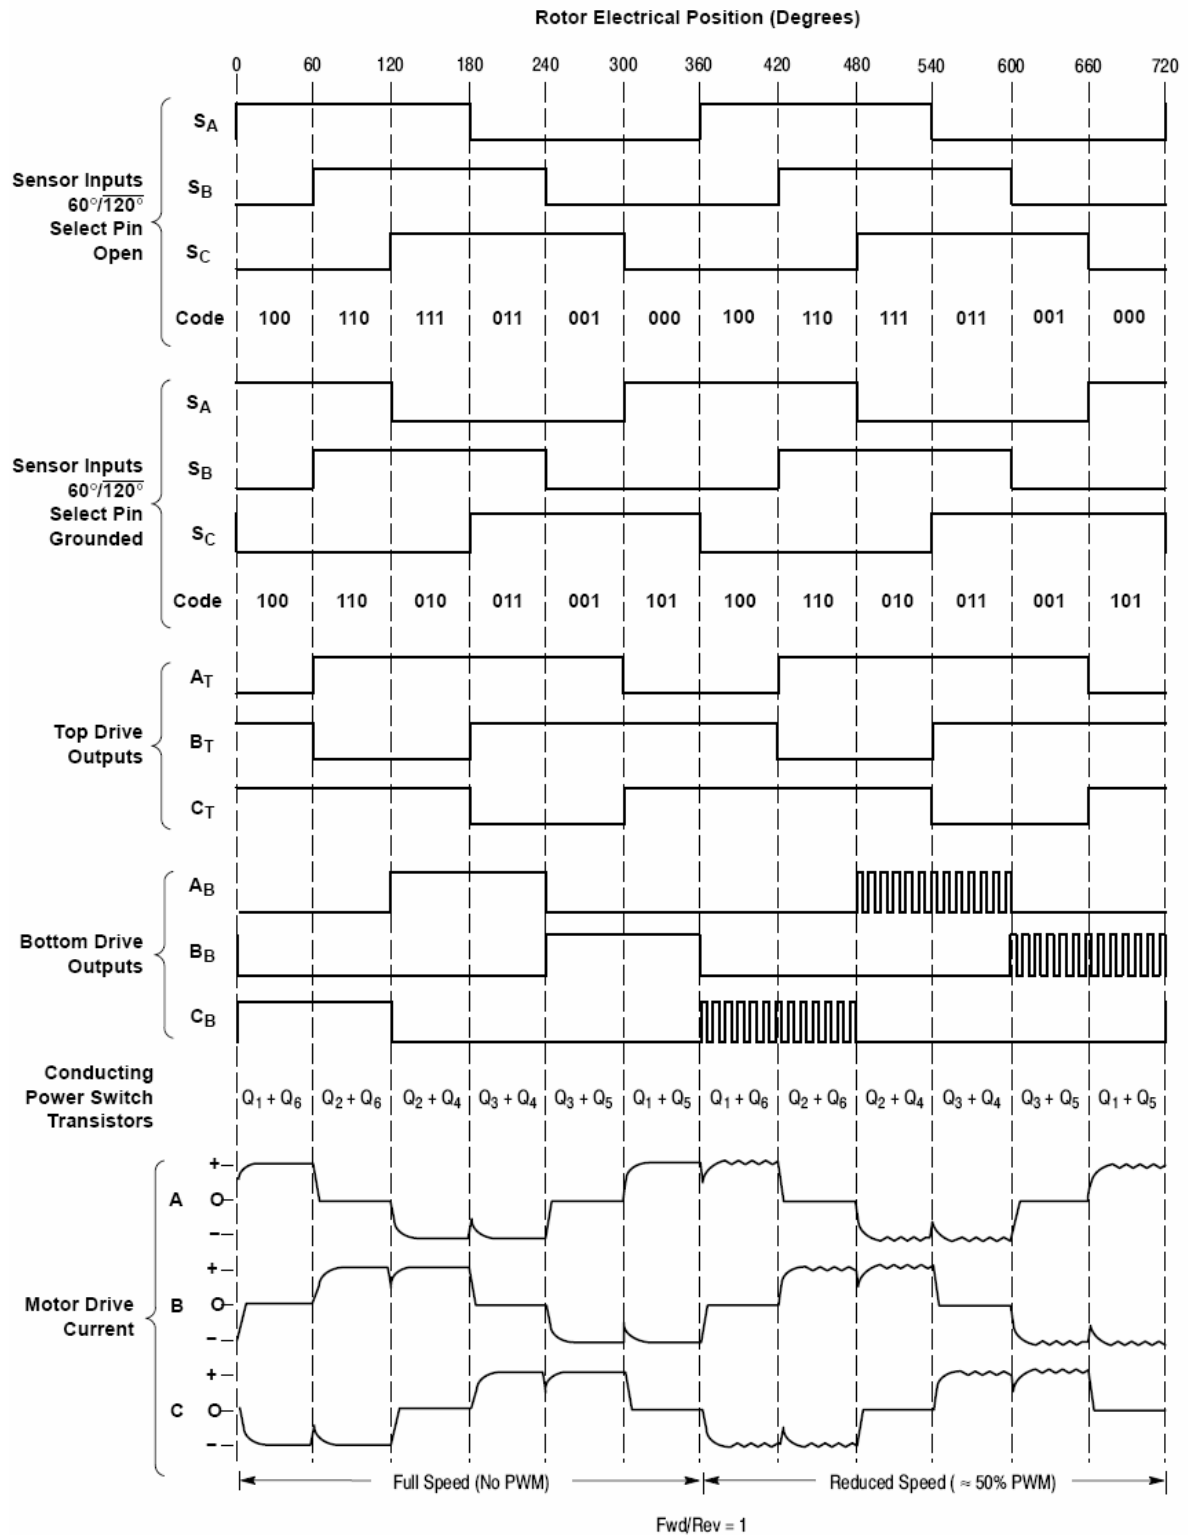 Rotor Electrical Position (Degrees)
0 60 120 180 240 300 360 420 480 540 600 660 720
Sensor Inputs
60°/120°
Select Pin
Open
SA
SB
SC
Code 100 110 111 011 001 000 100 110 111 011 001 000
Sensor Inputs
60°/120°
Select Pin
Grounded
SA
SB
SC
Code 100 110 010 011 001 101 100 110 010 011 001 101
Top Drive
Outputs
AT
BT
CT
Bottom Drive
Outputs
AB
BB
CB
Conducting
Power Switch
Transistors
Q1 + Q6 Q2 + Q6 Q2 + Q4 Q3 + Q4 Q3 + Q5 Q1 + Q5 Q1 + Q6 Q2 + Q6 Q2 + Q4 Q3 + Q4 Q3 + Q5 Q1 + Q5
Motor Drive
Current
+
A O
−
+
B O
−
+
C O
−
Full Speed (No PWM) Reduced Speed ( ≈ 50% PWM)
Fwd/Rev = 1